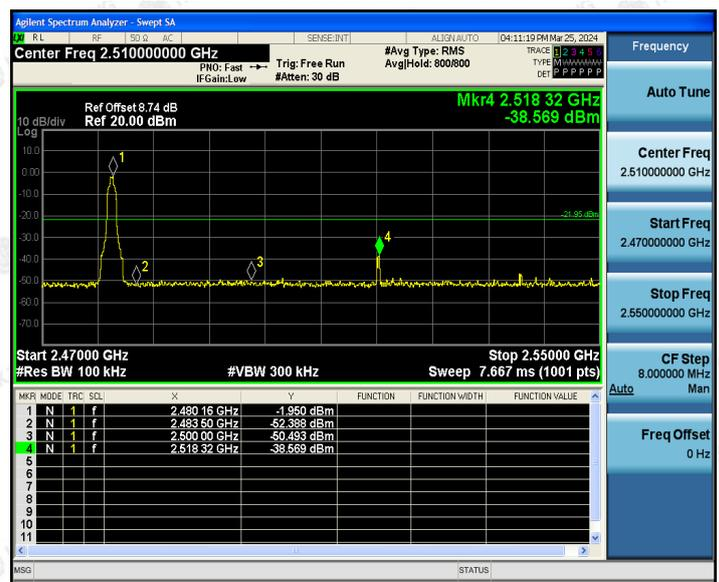 Agilent Spectrum Analyzer - Swept SA
RL RF 50 Ω AC SENSE:INT ALIGN AUTO 04:11:19 PM Mar 25, 2024
Center Freq 2.510000000 GHz
PNO: Fast
IFGain:Low
Trig: Free Run
#Atten: 30 dB
#Avg Type: RMS
Avg|Hold: 800/800
TRACE 1 2 3 4 5 6
TYPE M W W W W W
DET P P P P P P
Frequency
Auto Tune
Center Freq
2.510000000 GHz
Start Freq
2.470000000 GHz
Stop Freq
2.550000000 GHz
CF Step
8.000000 MHz
Auto Man
Freq Offset
0 Hz
Mkr4 2.518 32 GHz
-38.569 dBm
Ref Offset 8.74 dB
10 dB/div Ref 20.00 dBm
Log
10.0
0.00
-10.0
-20.0
-30.0
-40.0
-50.0
-60.0
-70.0
1
2
3
4
-21.95 dBm
Start 2.47000 GHz Stop 2.55000 GHz
#Res BW 100 kHz #VBW 300 kHz Sweep 7.667 ms (1001 pts)
MKR MODE TRC SCL X Y FUNCTION FUNCTION WIDTH FUNCTION VALUE
1 N 1 f 2.480 16 GHz -1.950 dBm
2 N 1 f 2.483 50 GHz -52.388 dBm
3 N 1 f 2.500 00 GHz -50.493 dBm
4 N 1 f 2.518 32 GHz -38.569 dBm
5
6
7
8
9
10
11
MSG STATUS